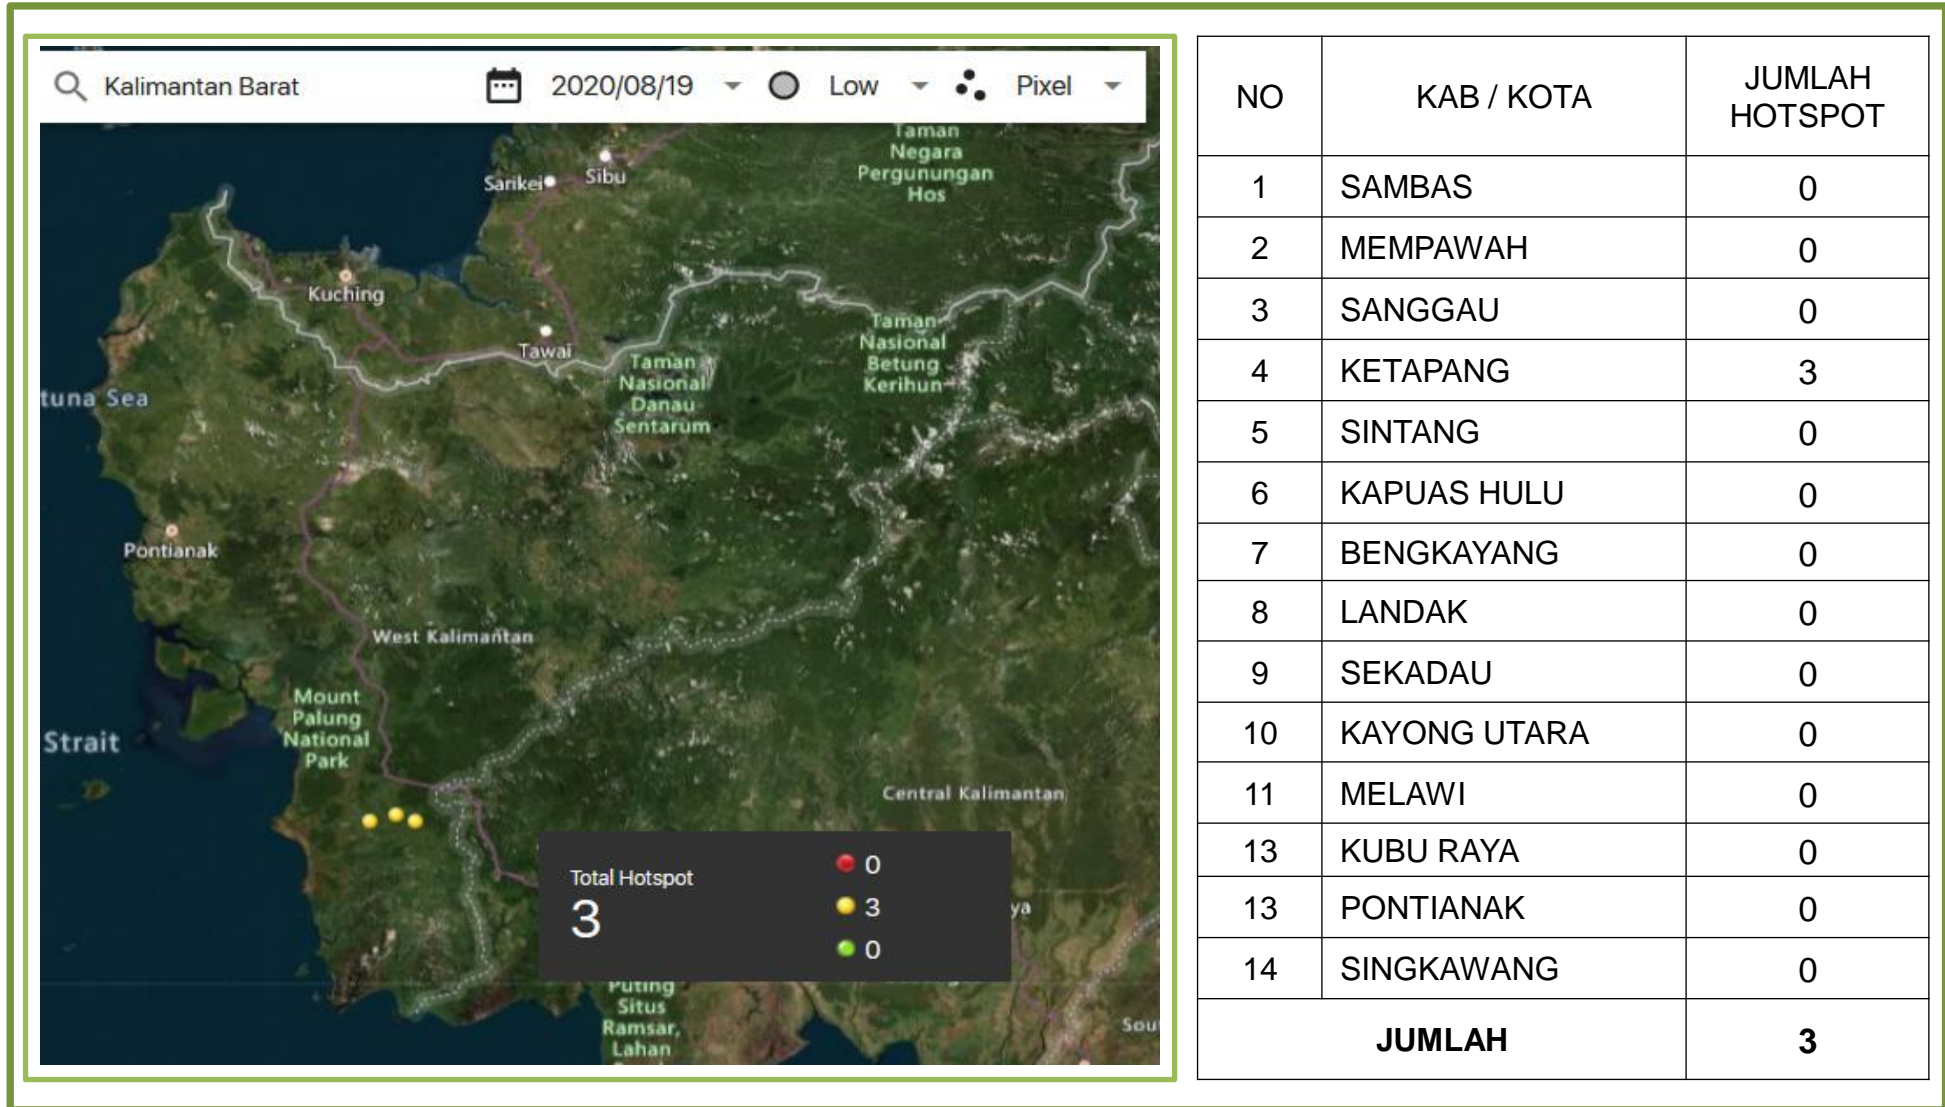 Kalimantan Barat 2020/08/19 Low Pixel
Taman
Negara
Pergunungan
Hos
Sarikei
Sibu
Kuching
Tawai
Taman
Nasional
Danau
Sentarum
Taman
Nasional
Betung
Kerihun
tuna Sea
Pontianak
West Kalimantan
Mount
Palung
National
Park
Strait
Central Kalimantan
Total Hotspot
3
0
3
0
ya
Puting
Situs
Ramsar,
Lahan
Sou
NO KAB / KOTA JUMLAH HOTSPOT
1 SAMBAS 0
2 MEMPAWAH 0
3 SANGGAU 0
4 KETAPANG 3
5 SINTANG 0
6 KAPUAS HULU 0
7 BENGKAYANG 0
8 LANDAK 0
9 SEKADAU 0
10 KAYONG UTARA 0
11 MELAWI 0
13 KUBU RAYA 0
13 PONTIANAK 0
14 SINGKAWANG 0
JUMLAH 3